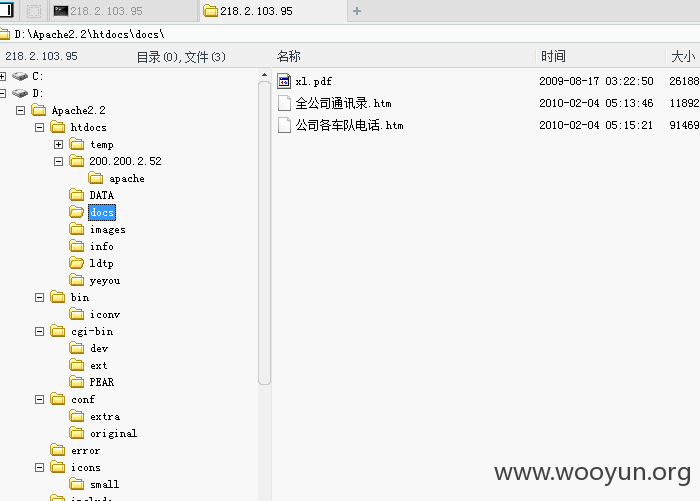 218.2.103.95
218.2.103.95
D:\Apache2.2\htdocs\docs\
218.2.103.95 目录(0),文件(3)
名称 时间 大小
C:
D:
Apache2.2
htdocs
temp
200.200.2.52
apache
DATA
docs
images
info
ldtp
yeyou
bin
iconv
cgi-bin
dev
ext
PEAR
conf
extra
original
error
icons
small
include
xl.pdf 2009-08-17 03:22:50 26188
全公司通讯录.htm 2010-02-04 05:13:46 11892
公司各车队电话.htm 2010-02-04 05:15:21 91469
www.wooyun.org